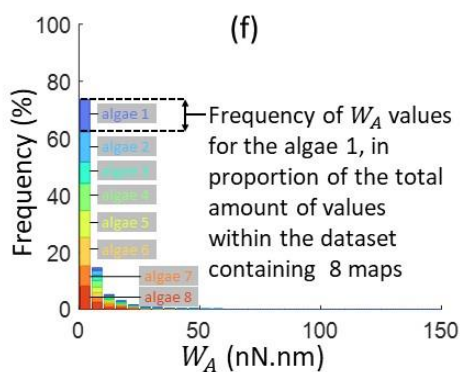 (f)
100
80
60
40
20
0
Frequency (%)
algae 1
algae 2
algae 3
algae 4
algae 5
algae 6
algae 7
algae 8
Frequency of W_A values
for the algae 1, in
proportion of the total
amount of values
within the dataset
containing 8 maps
0 50 100 150
W_A (nN.nm)